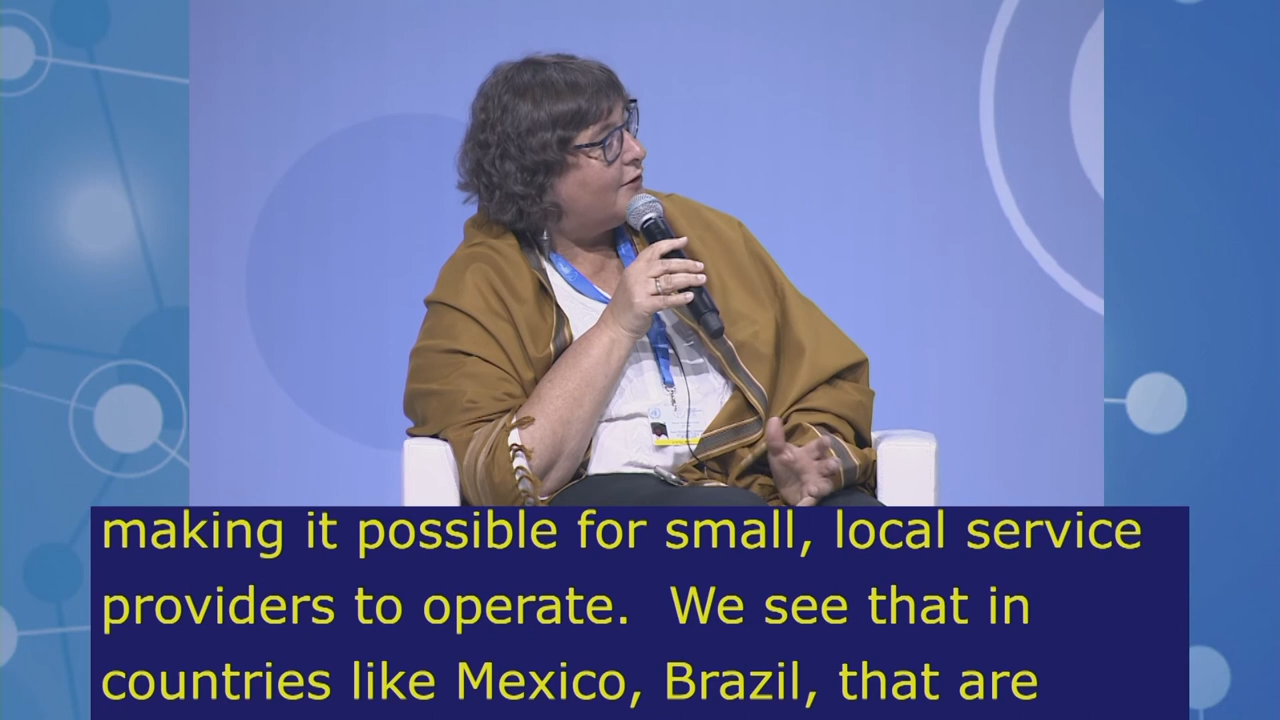 making it possible for small, local service
providers to operate.  We see that in
countries like Mexico, Brazil, that are